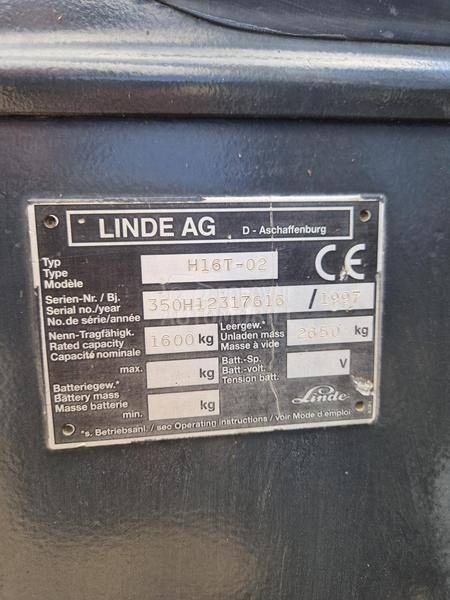 LINDE AG D - Aschaffenburg
Typ
Type
Modèle
H16T-02
CE
Serien-Nr. / Bj.
Serial no./year
No.de série/année
350H12317616 / 1997
Nenn-Tragfähigk.
Rated capacity
Capacité nominale
1600 kg
Leergew.*
Unladen mass
Masse à vide
2650 kg
max. kg
Batt.-Sp.
Batt.-volt.
Tension batt.
V
Batteriegew.*
Battery mass
Masse batterie
min. kg
Linde
*s. Betriebsanl. / see Operating instructions / voir Mode d'emploi